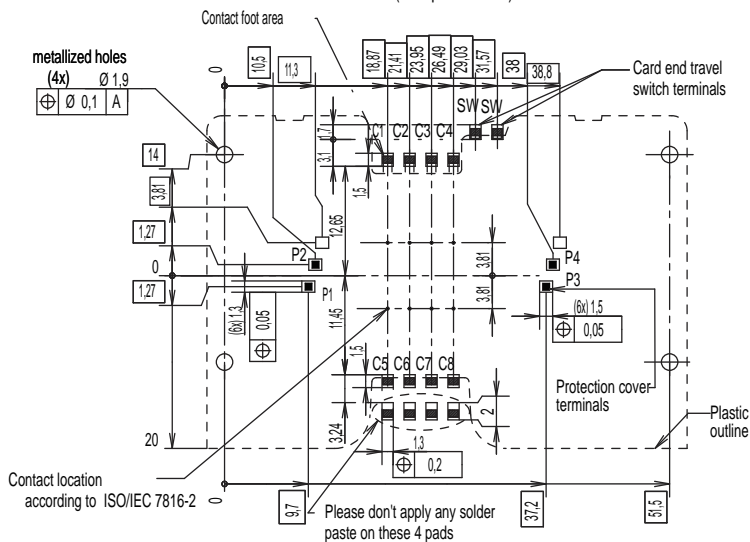 Contact foot area
metallized holes
(4x) Ø 1,9
Ø 0,1 A
0
10,5
11,3
18,87
21,41
23,95
26,49
29,03
31,57
38
38,8
Card end travel
switch terminals
SW SW
C1 C2 C3 C4
1,7
3,1
1,5
14
3,81
1,27
0
1,27
20
12,65
11,45
3,81
3,81
P2
P1
P4
P3
(6x) 1,3
0,05
(6x) 1,5
0,05
1,5
C5 C6 C7 C8
3,24
2
1,3
0,2
Protection cover
terminals
Plastic
outline
Contact location
according to ISO/IEC 7816-2
0
9,7
Please don't apply any solder
paste on these 4 pads
37,2
51,5